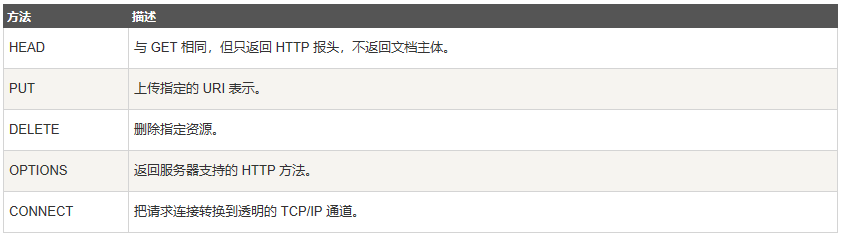 方法 描述
HEAD 与 GET 相同，但只返回 HTTP 报头，不返回文档主体。
PUT 上传指定的 URI 表示。
DELETE 删除指定资源。
OPTIONS 返回服务器支持的 HTTP 方法。
CONNECT 把请求连接转换到透明的 TCP/IP 通道。